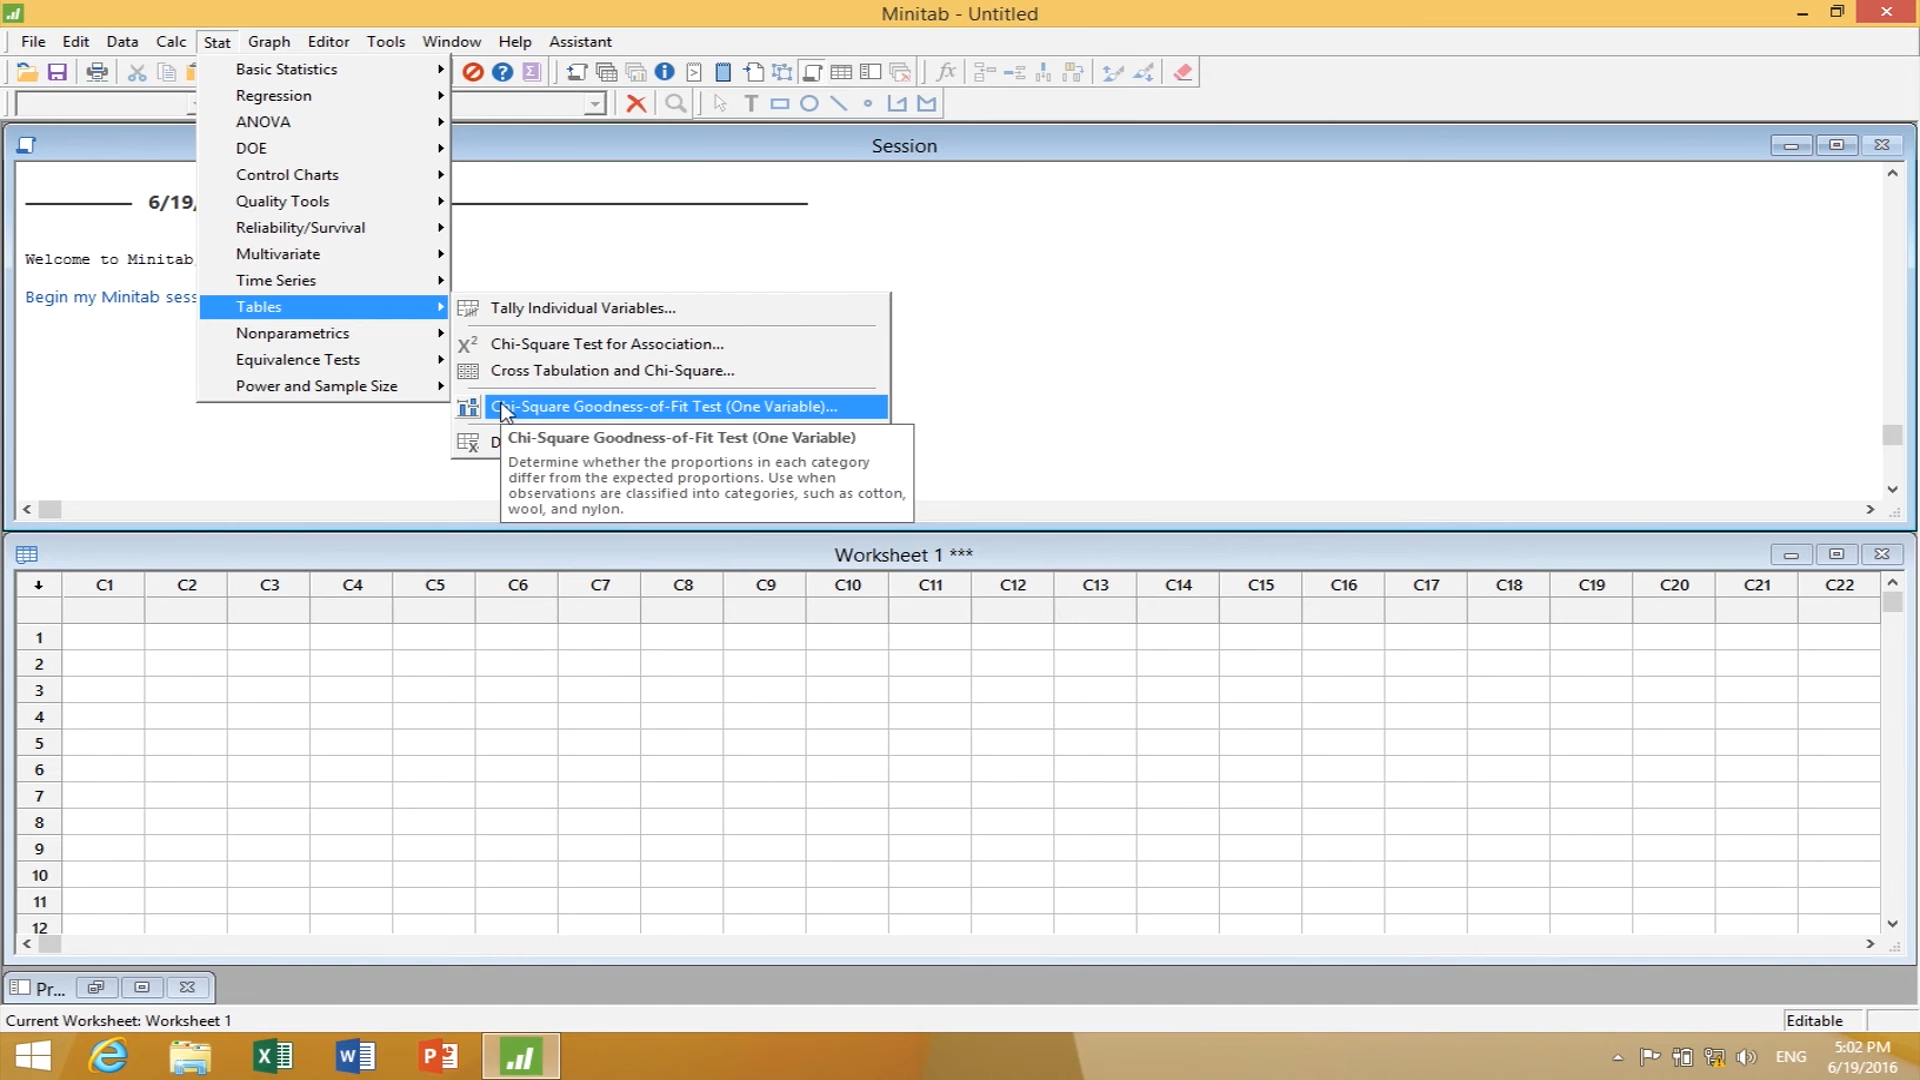 Minitab - Untitled
File Edit Data Calc Stat Graph Editor Tools Window Help Assistant
Basic Statistics
Regression
ANOVA
DOE
Control Charts
Quality Tools
Reliability/Survival
Multivariate
Time Series
Tables
Nonparametrics
Equivalence Tests
Power and Sample Size
Session
6/19/
Welcome to Minitab,
Begin my Minitab sess
Tally Individual Variables...
Chi-Square Test for Association...
Cross Tabulation and Chi-Square...
Chi-Square Goodness-of-Fit Test (One Variable)...
D
Chi-Square Goodness-of-Fit Test (One Variable)
Determine whether the proportions in each category
differ from the expected proportions. Use when
observations are classified into categories, such as cotton,
wool, and nylon.
Worksheet 1 ***
C1 C2 C3 C4 C5 C6 C7 C8 C9 C10 C11 C12 C13 C14 C15 C16 C17 C18 C19 C20 C21 C22
1
2
3
4
5
6
7
8
9
10
11
12
Pr...
Current Worksheet: Worksheet 1
Editable
ENG
5:02 PM
6/19/2016